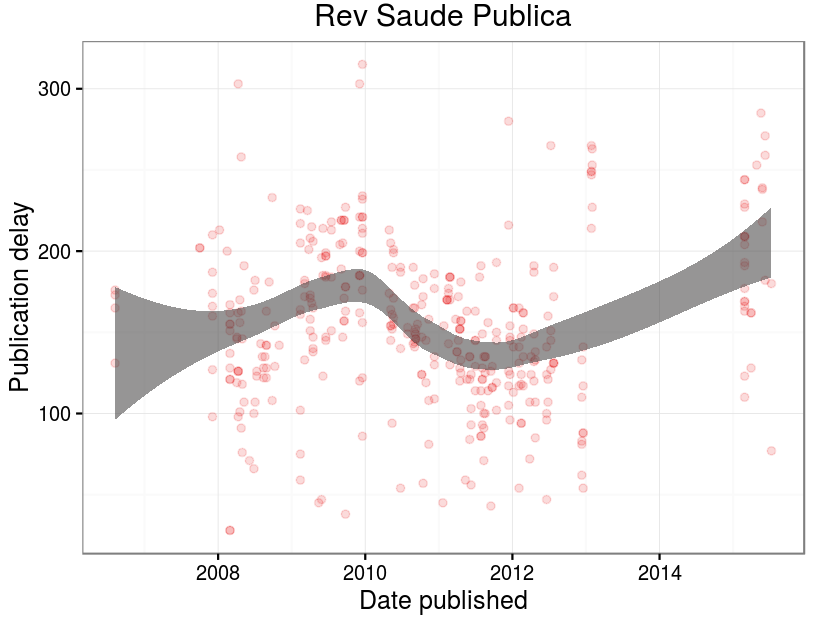 Rev Saude Publica
Publication delay
300
200
100
2008 2010 2012 2014
Date published